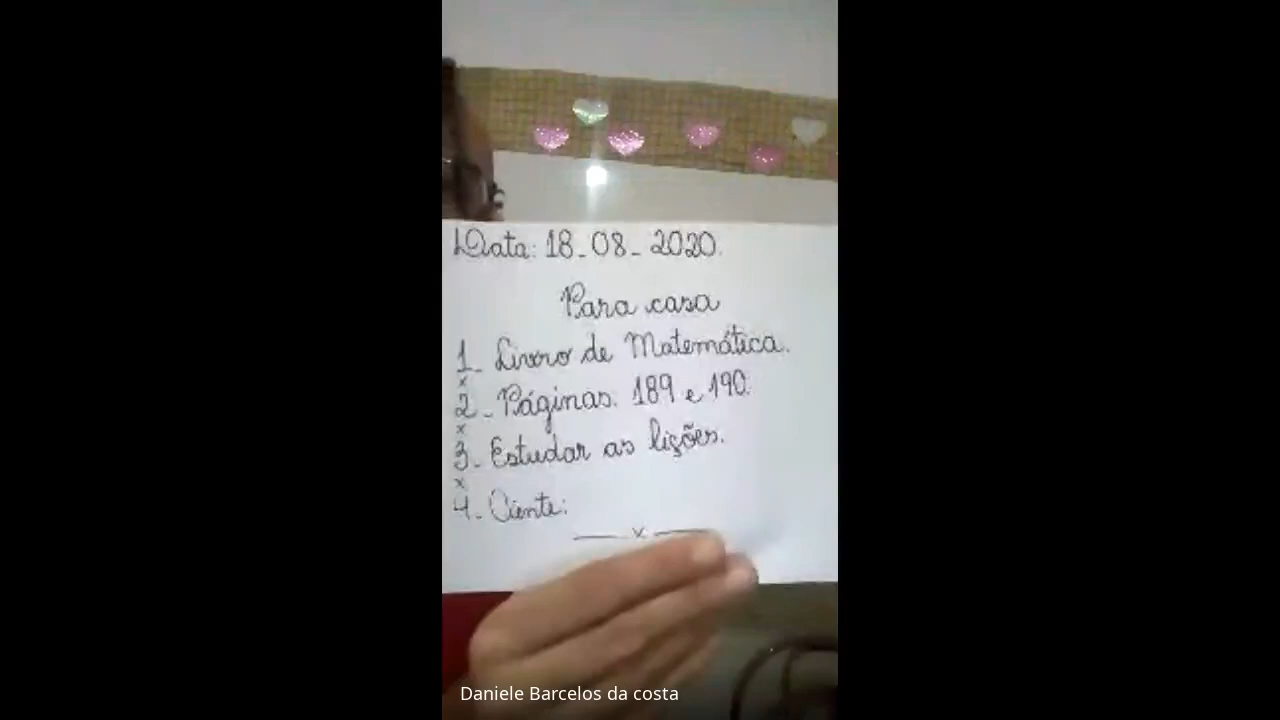 Data: 18-08-2020.
Para casa
1- Livro de Matemática.
x
2- Páginas: 189 e 190.
x
3- Estudar as lições.
x
4- Ciente:
x
Daniele Barcelos da costa